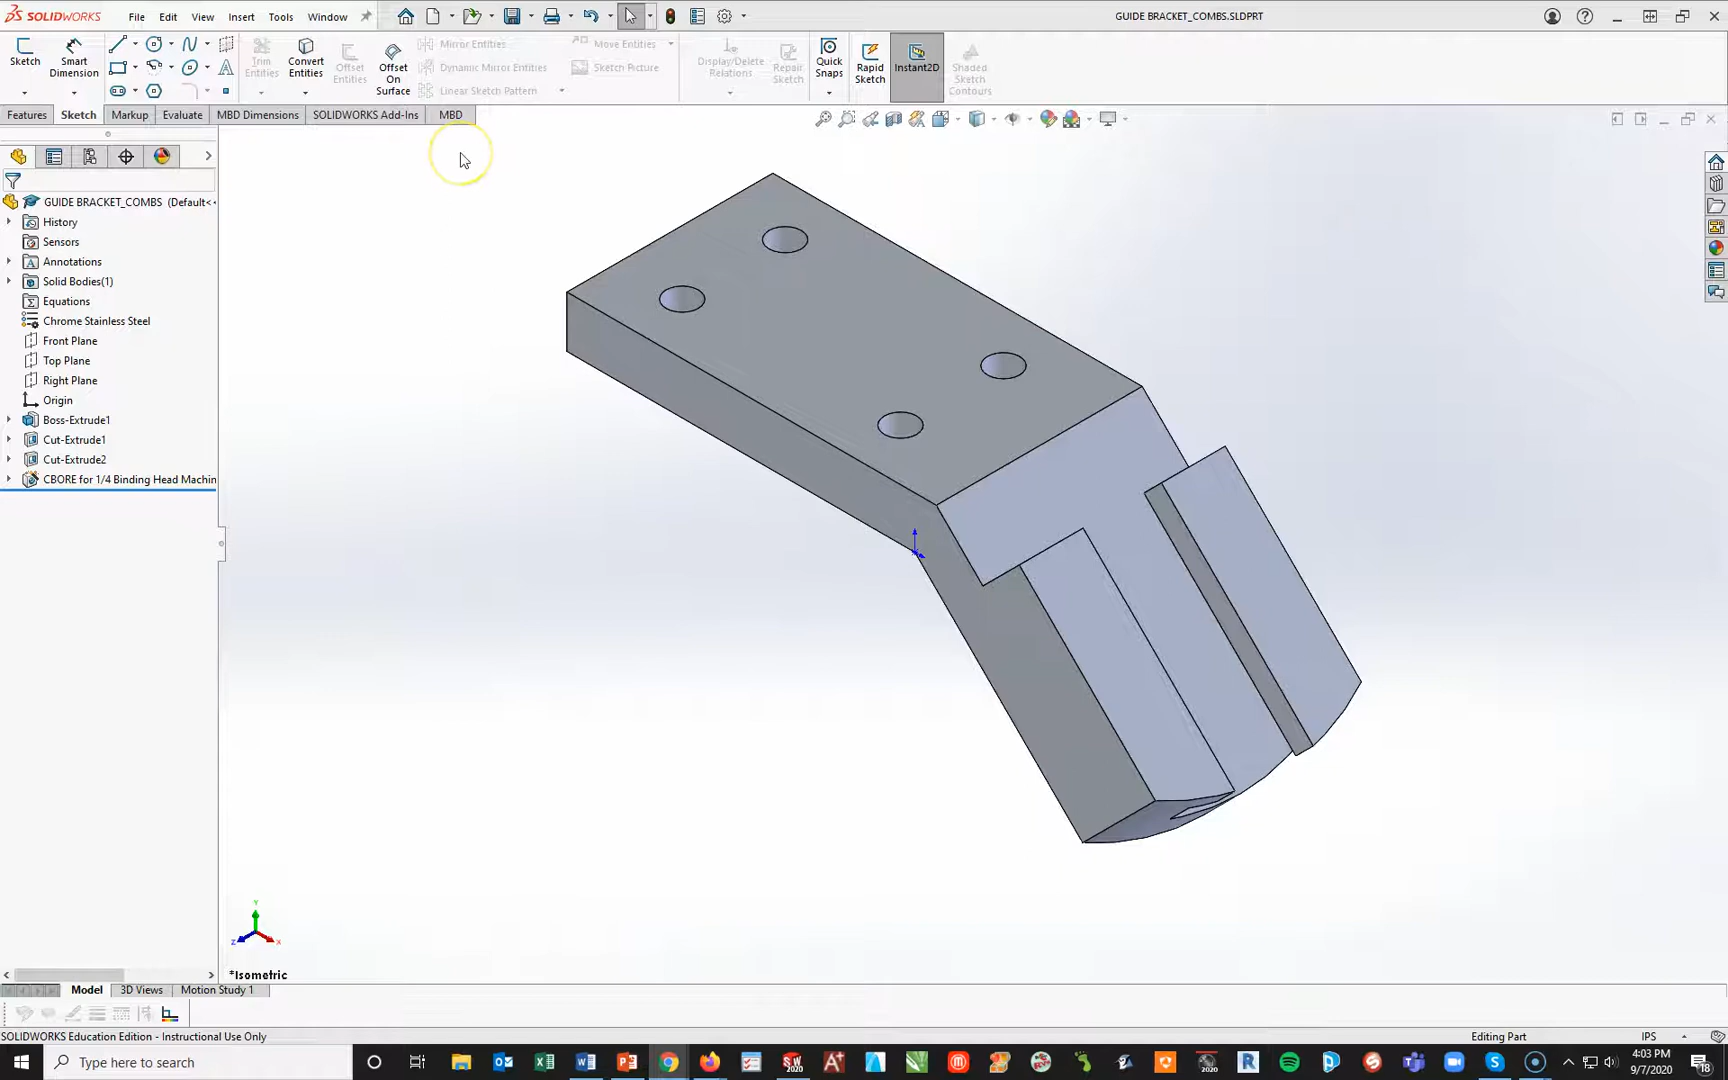 SOLIDWORKS File Edit View Insert Tools Window GUIDE BRACKET_COMBS.SLDPRT
Sketch Smart Dimension Trim Entities Convert Entities Offset Entities Offset On Surface Mirror Entities Dynamic Mirror Entities Linear Sketch Pattern Move Entities Sketch Picture Display/Delete Relations Repair Sketch Quick Snaps Rapid Sketch Instant2D Shaded Sketch Contours
Features Sketch Markup Evaluate MBD Dimensions SOLIDWORKS Add-Ins MBD
GUIDE BRACKET_COMBS (Default<<
History
Sensors
Annotations
Solid Bodies(1)
Equations
Chrome Stainless Steel
Front Plane
Top Plane
Right Plane
Origin
Boss-Extrude1
Cut-Extrude1
Cut-Extrude2
CBORE for 1/4 Binding Head Machin
Y
Z X
*Isometric
Model 3D Views Motion Study 1
SOLIDWORKS Education Edition - Instructional Use Only Editing Part IPS
Type here to search
2020
2020
4:03 PM
9/7/2020
18